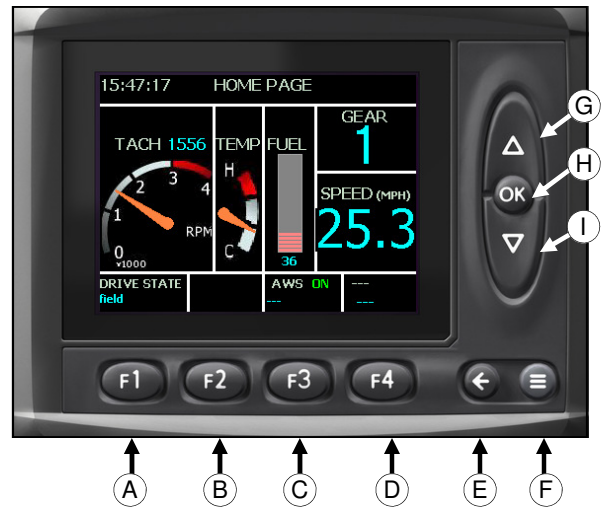 15:47:17 HOME PAGE
TACH 1556
0
1
2
3
4
RPM
x1000
TEMP
H
C
FUEL
36
GEAR
1
SPEED (MPH)
25.3
DRIVE STATE
field
AWS ON
---
---
---
OK
F1 F2 F3 F4
G
H
I
A B C D E F